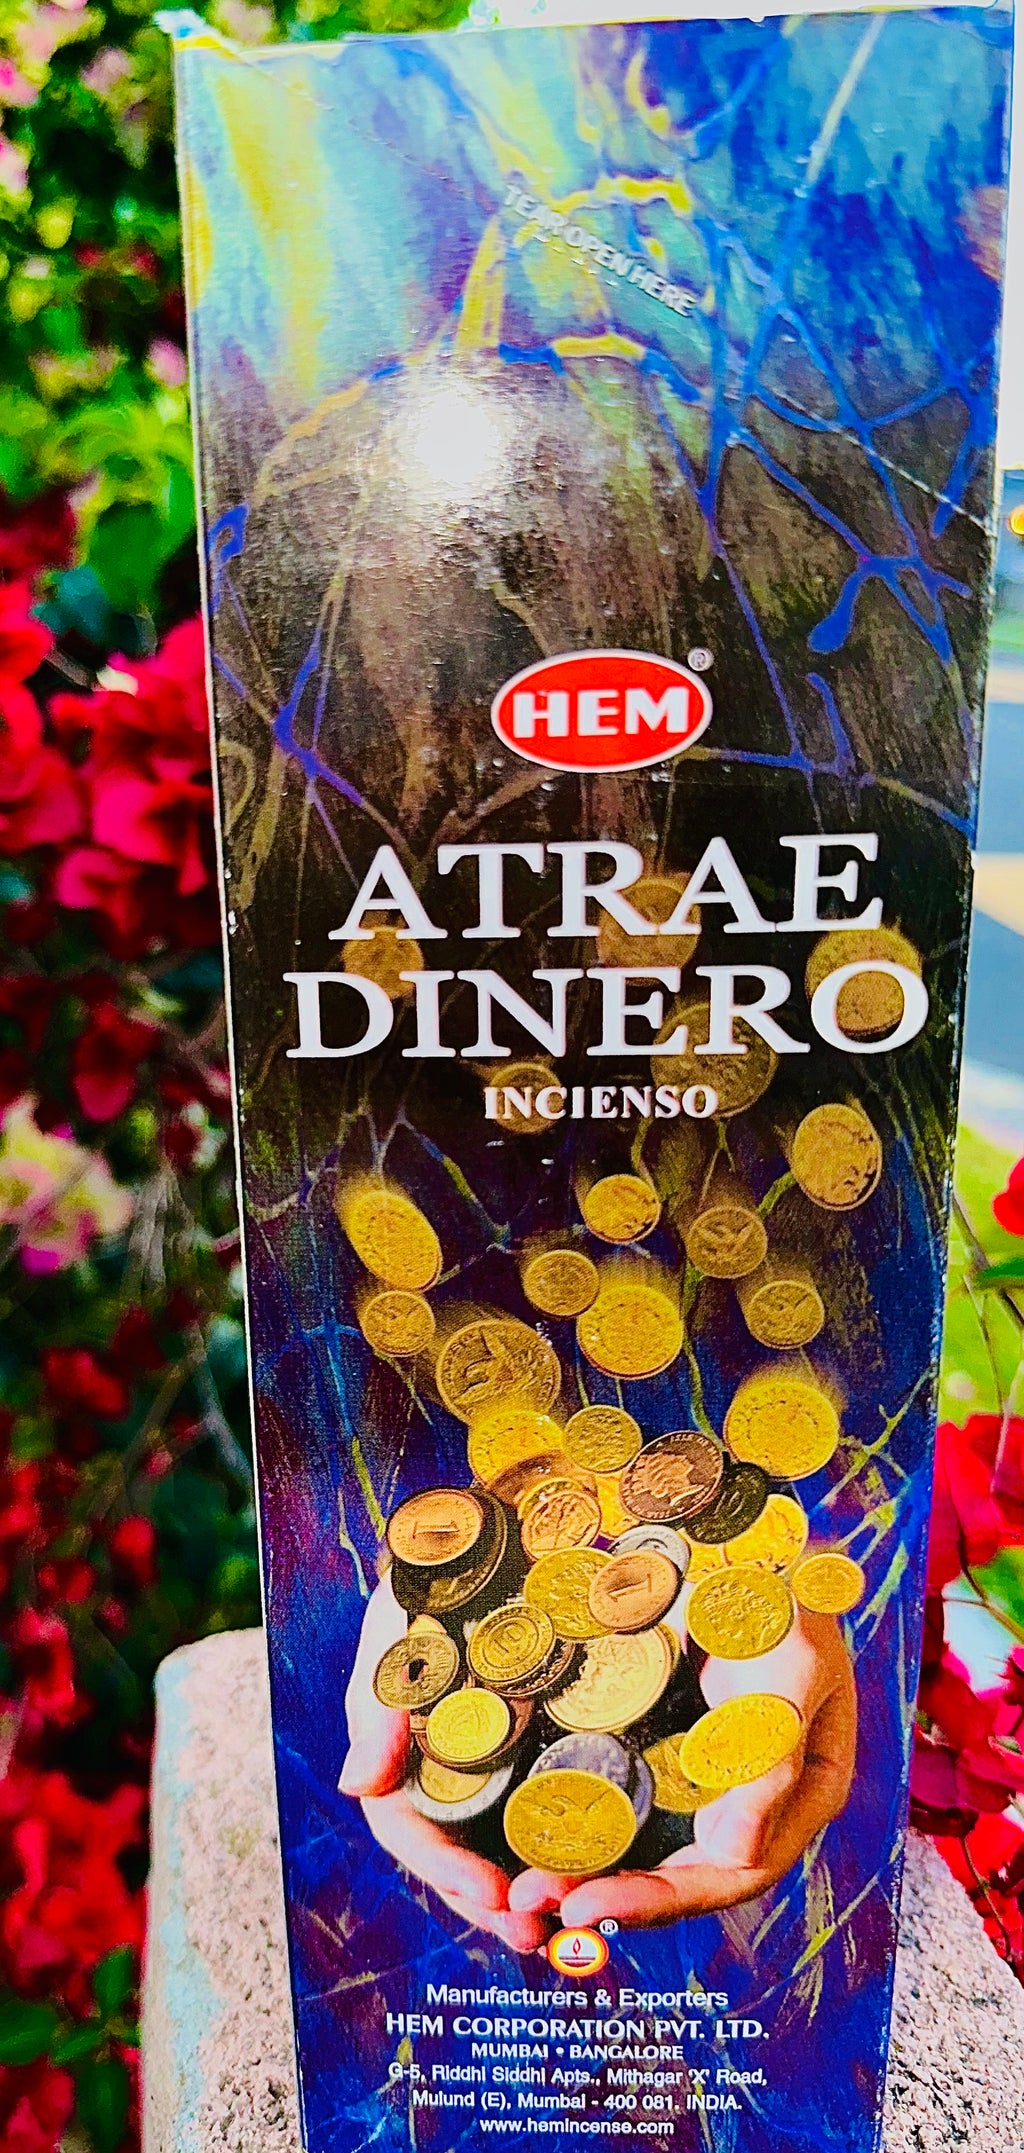 TEAR OPEN HERE
HEM ®
ATRAE
DINERO
INCIENSO
®
Manufacturers & Exporters
HEM CORPORATION PVT. LTD.
MUMBAI • BANGALORE
G-5, Riddhi Siddhi Apts., Mithagar 'X' Road,
Mulund (E), Mumbai - 400 081. INDIA.
www.hemincense.com